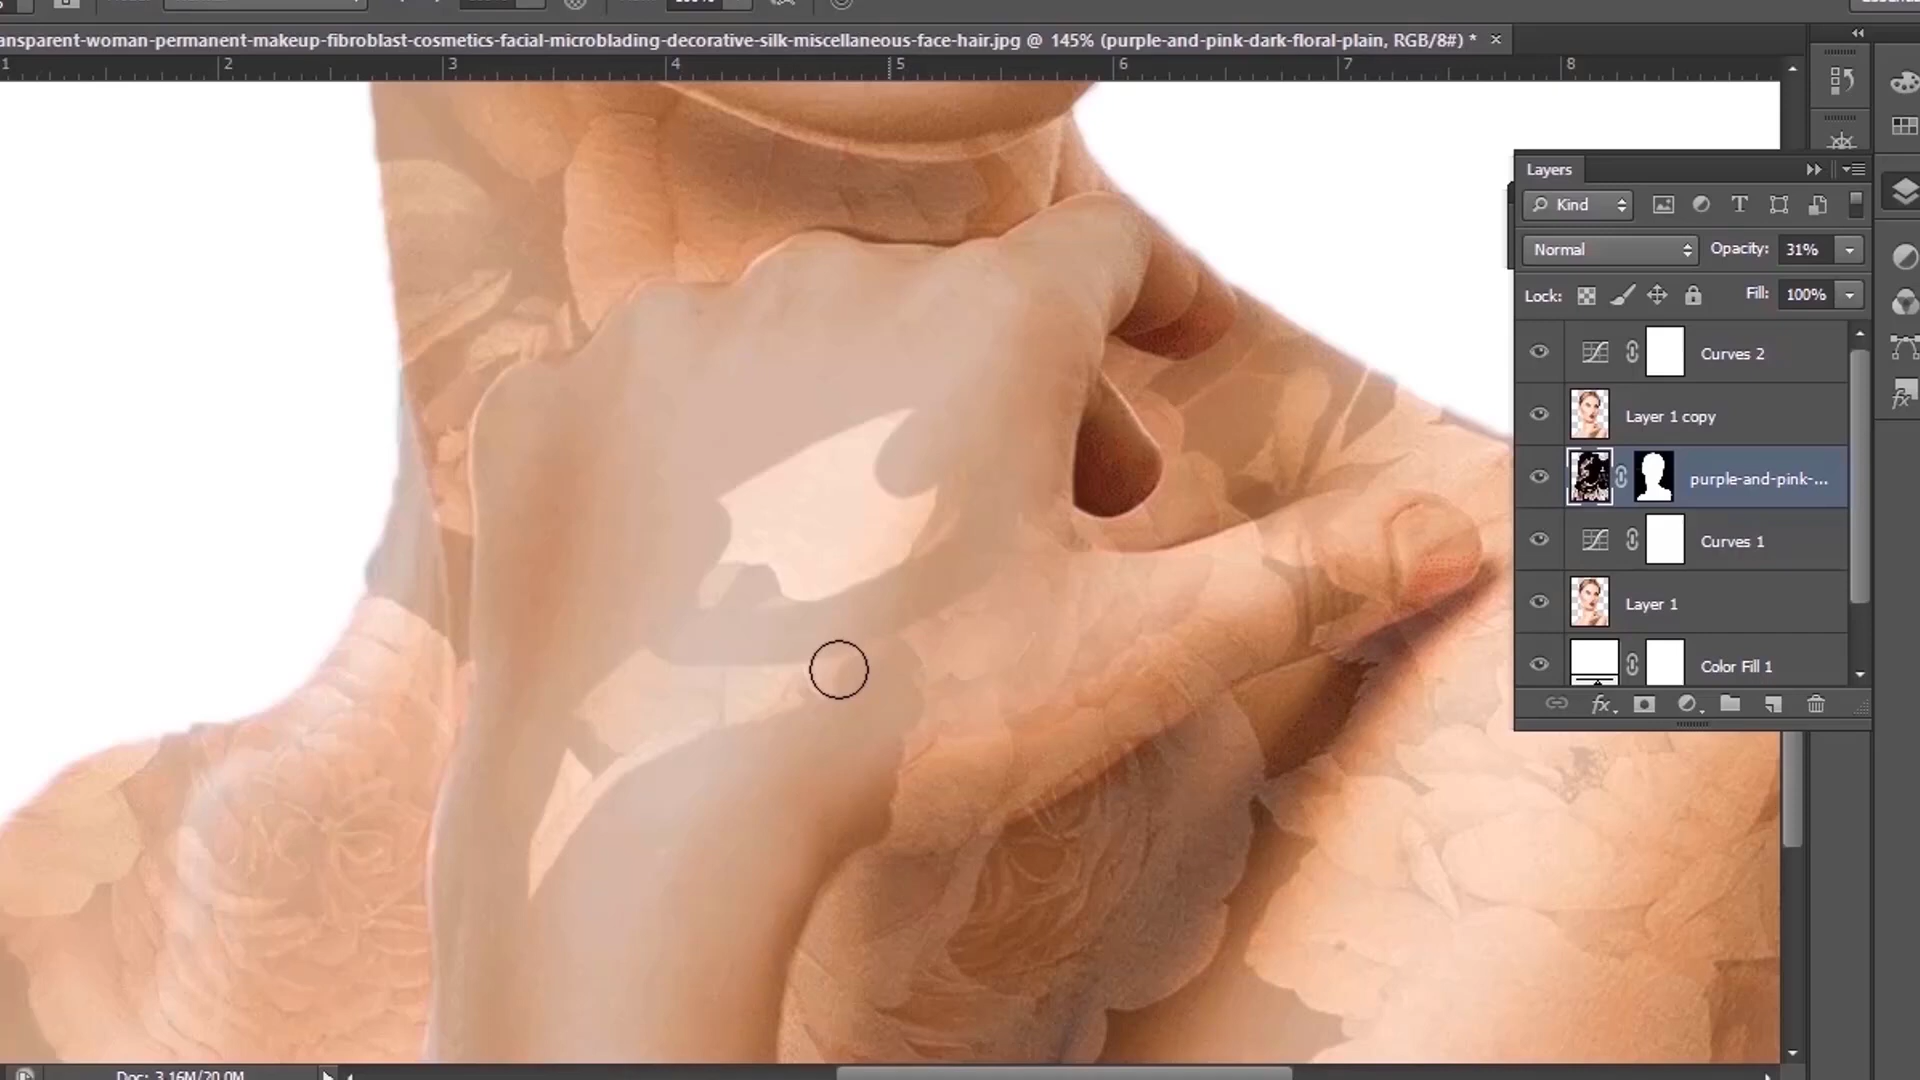 ansparent-woman-permanent-makeup-fibroblast-cosmetics-facial-microblading-decorative-silk-miscellaneous-face-hair.jpg @ 145% (purple-and-pink-dark-floral-plain, RGB/8#) * ×
1 2 3 4 5 6 7 8
Layers
Kind
Normal Opacity: 31%
Lock: Fill: 100%
Curves 2
Layer 1 copy
purple-and-pink-...
Curves 1
Layer 1
Color Fill 1
fx
Doc: 3.16M/20.0M